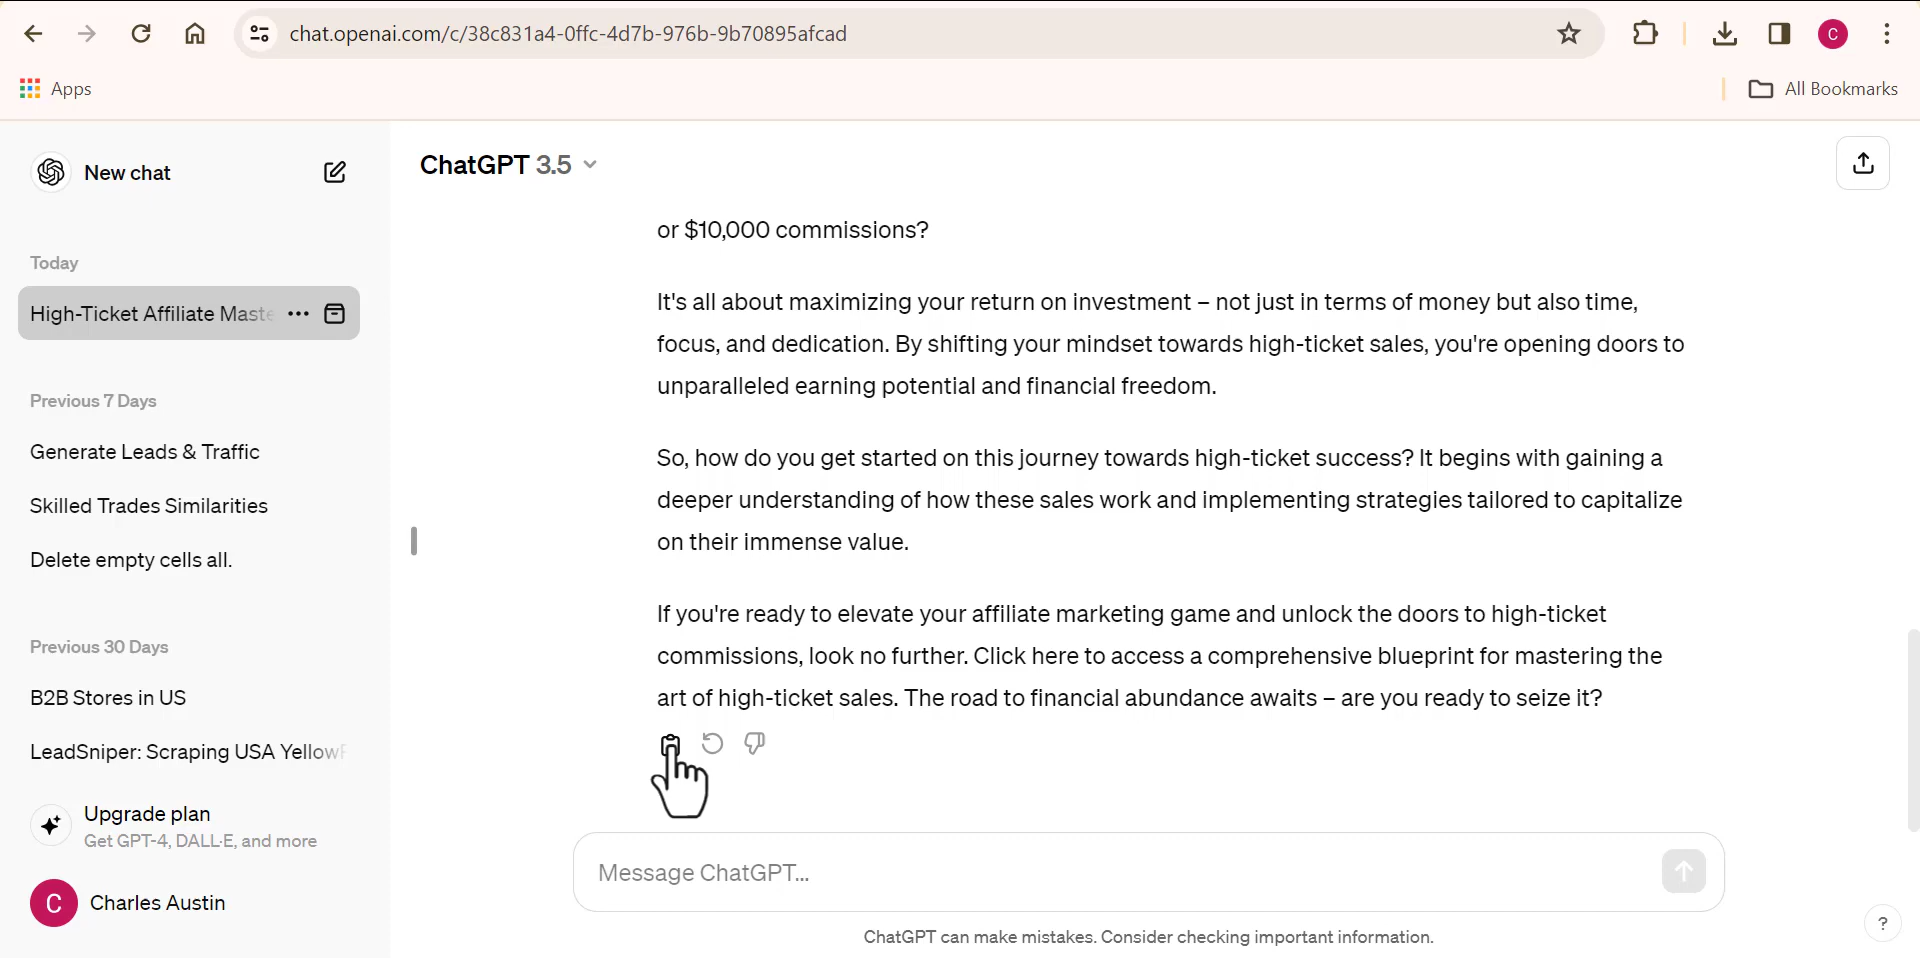 chat.openai.com/c/38c831a4-0ffc-4d7b-976b-9b70895afcad
C
Apps
All Bookmarks
New chat
ChatGPT 3.5
Today
High-Ticket Affiliate Maste
Previous 7 Days
Generate Leads & Traffic
Skilled Trades Similarities
Delete empty cells all.
Previous 30 Days
B2B Stores in US
LeadSniper: Scraping USA Yellow
Upgrade plan
Get GPT-4, DALL·E, and more
C
Charles Austin
or $10,000 commissions?
It's all about maximizing your return on investment – not just in terms of money but also time,
focus, and dedication. By shifting your mindset towards high-ticket sales, you're opening doors to
unparalleled earning potential and financial freedom.
So, how do you get started on this journey towards high-ticket success? It begins with gaining a
deeper understanding of how these sales work and implementing strategies tailored to capitalize
on their immense value.
If you're ready to elevate your affiliate marketing game and unlock the doors to high-ticket
commissions, look no further. Click here to access a comprehensive blueprint for mastering the
art of high-ticket sales. The road to financial abundance awaits – are you ready to seize it?
Message ChatGPT...
ChatGPT can make mistakes. Consider checking important information.
?